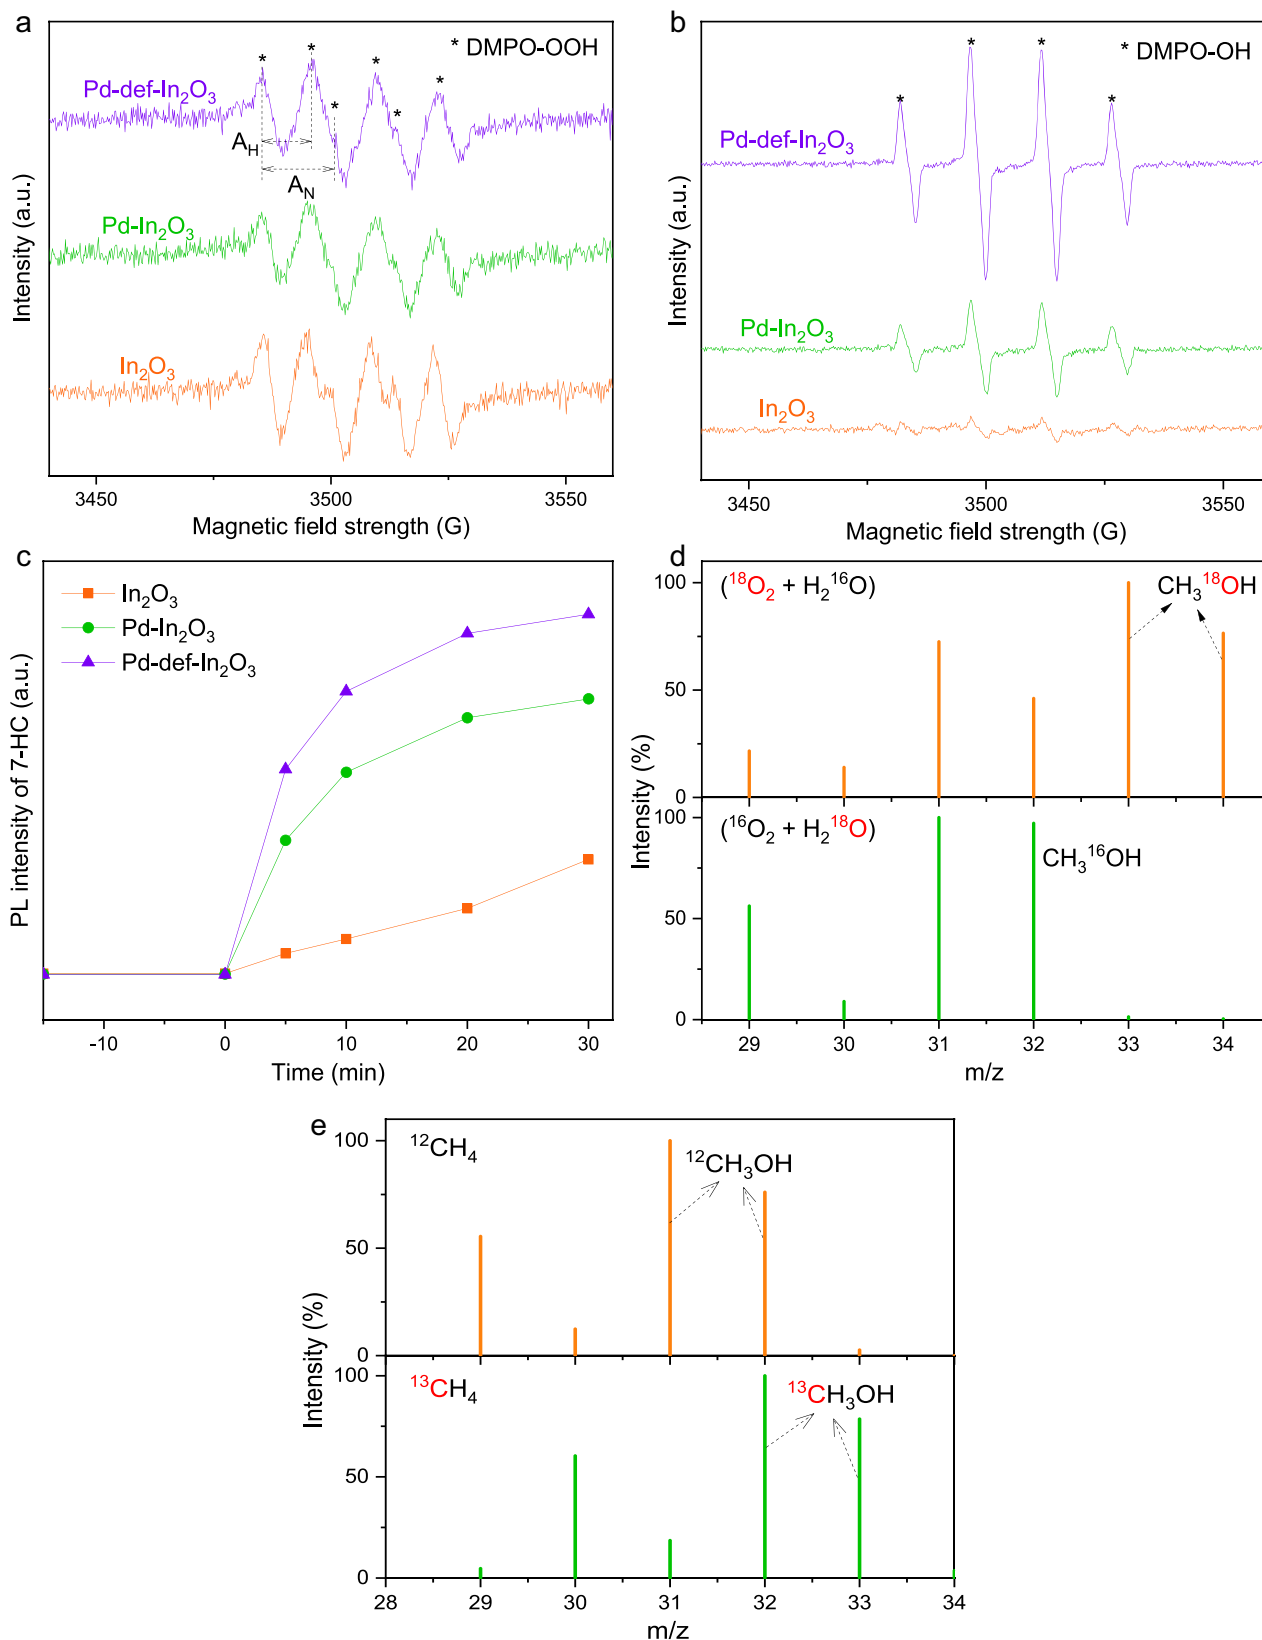 a
* DMPO-OOH
Pd-def-In₂O₃
A_H
A_N
Pd-In₂O₃
In₂O₃
Intensity (a.u.)
3450 3500 3550
Magnetic field strength (G)
b
* DMPO-OH
Pd-def-In₂O₃
Pd-In₂O₃
In₂O₃
Intensity (a.u.)
3450 3500 3550
Magnetic field strength (G)
c
In₂O₃
Pd-In₂O₃
Pd-def-In₂O₃
PL intensity of 7-HC (a.u.)
-10 0 10 20 30
Time (min)
d
(¹⁸O₂ + H₂¹⁶O)
CH₃¹⁸OH
100
50
0
(¹⁶O₂ + H₂¹⁸O)
CH₃¹⁶OH
100
50
0
Intensity (%)
29 30 31 32 33 34
m/z
e
¹²CH₄
¹²CH₃OH
100
50
0
¹³CH₄
¹³CH₃OH
100
50
0
Intensity (%)
28 29 30 31 32 33 34
m/z